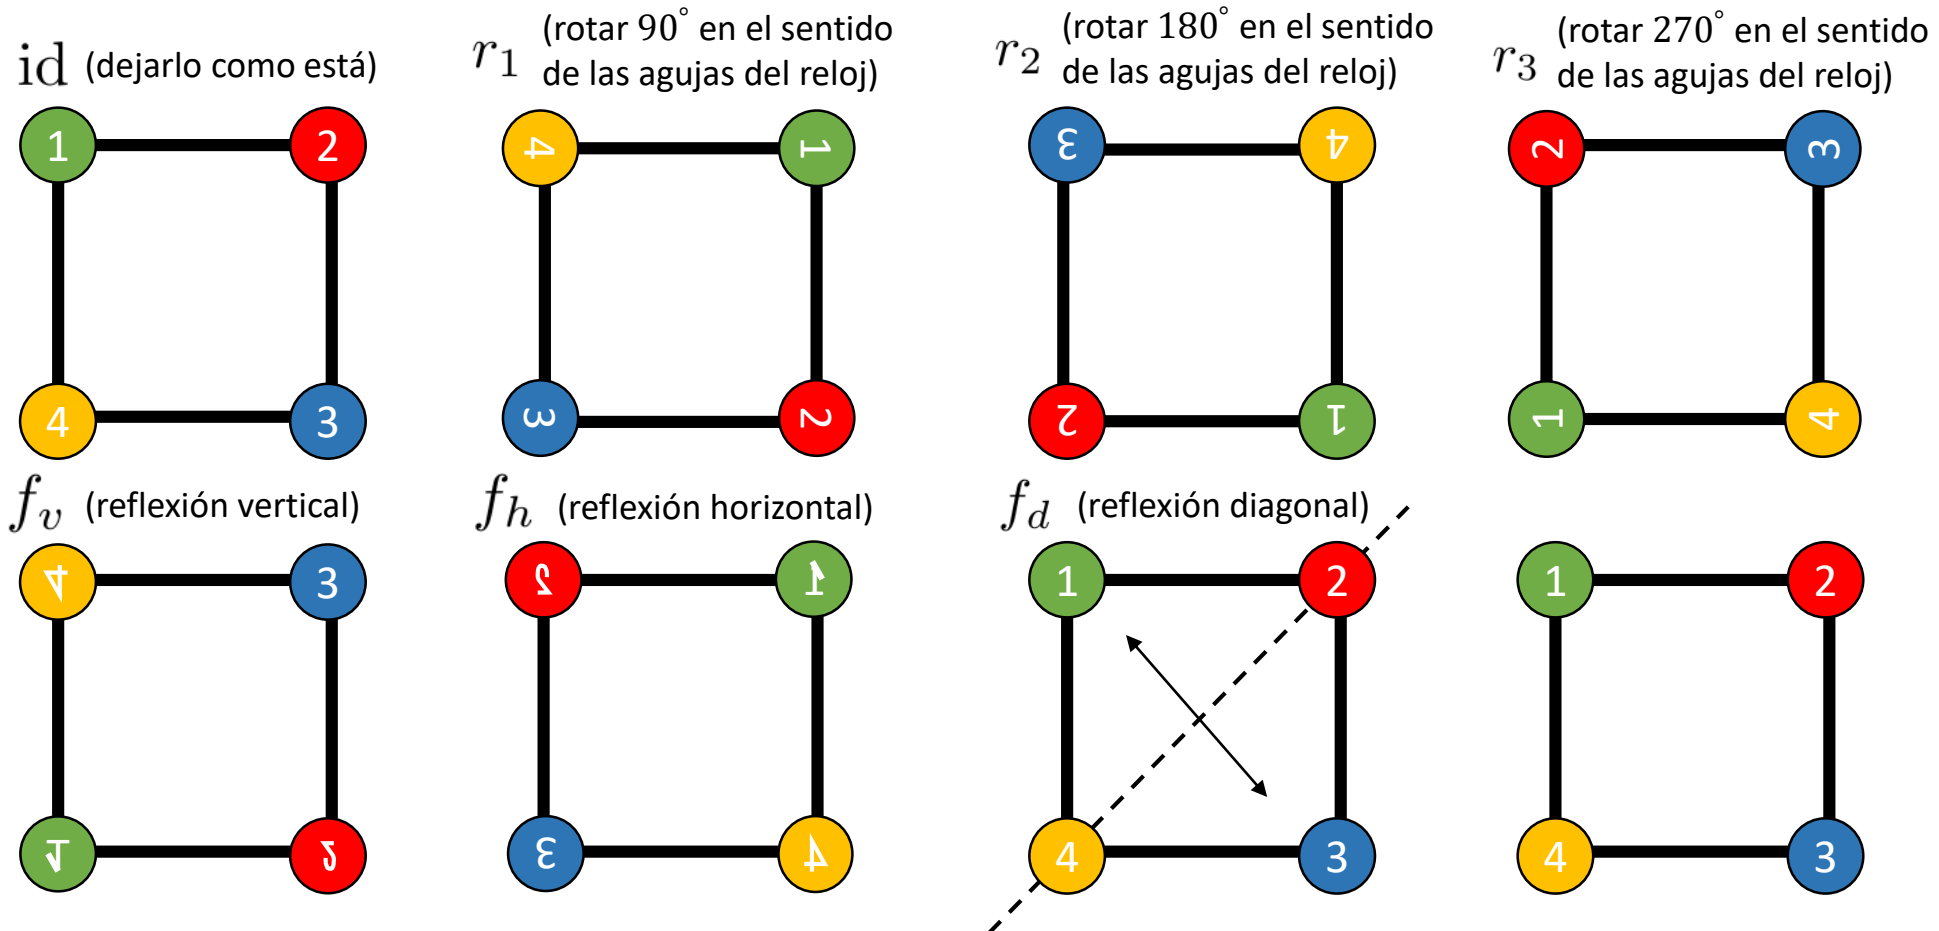 id (dejarlo como está)
r₁ (rotar 90° en el sentido
de las agujas del reloj)
r₂ (rotar 180° en el sentido
de las agujas del reloj)
r₃ (rotar 270° en el sentido
de las agujas del reloj)
1 2
4 3
4 1
3 2
3 4
2 1
2 3
1 4
f_v (reflexión vertical)
f_h (reflexión horizontal)
f_d (reflexión diagonal)
4 3
1 2
2 1
3 4
1 2
4 3
1 2
4 3